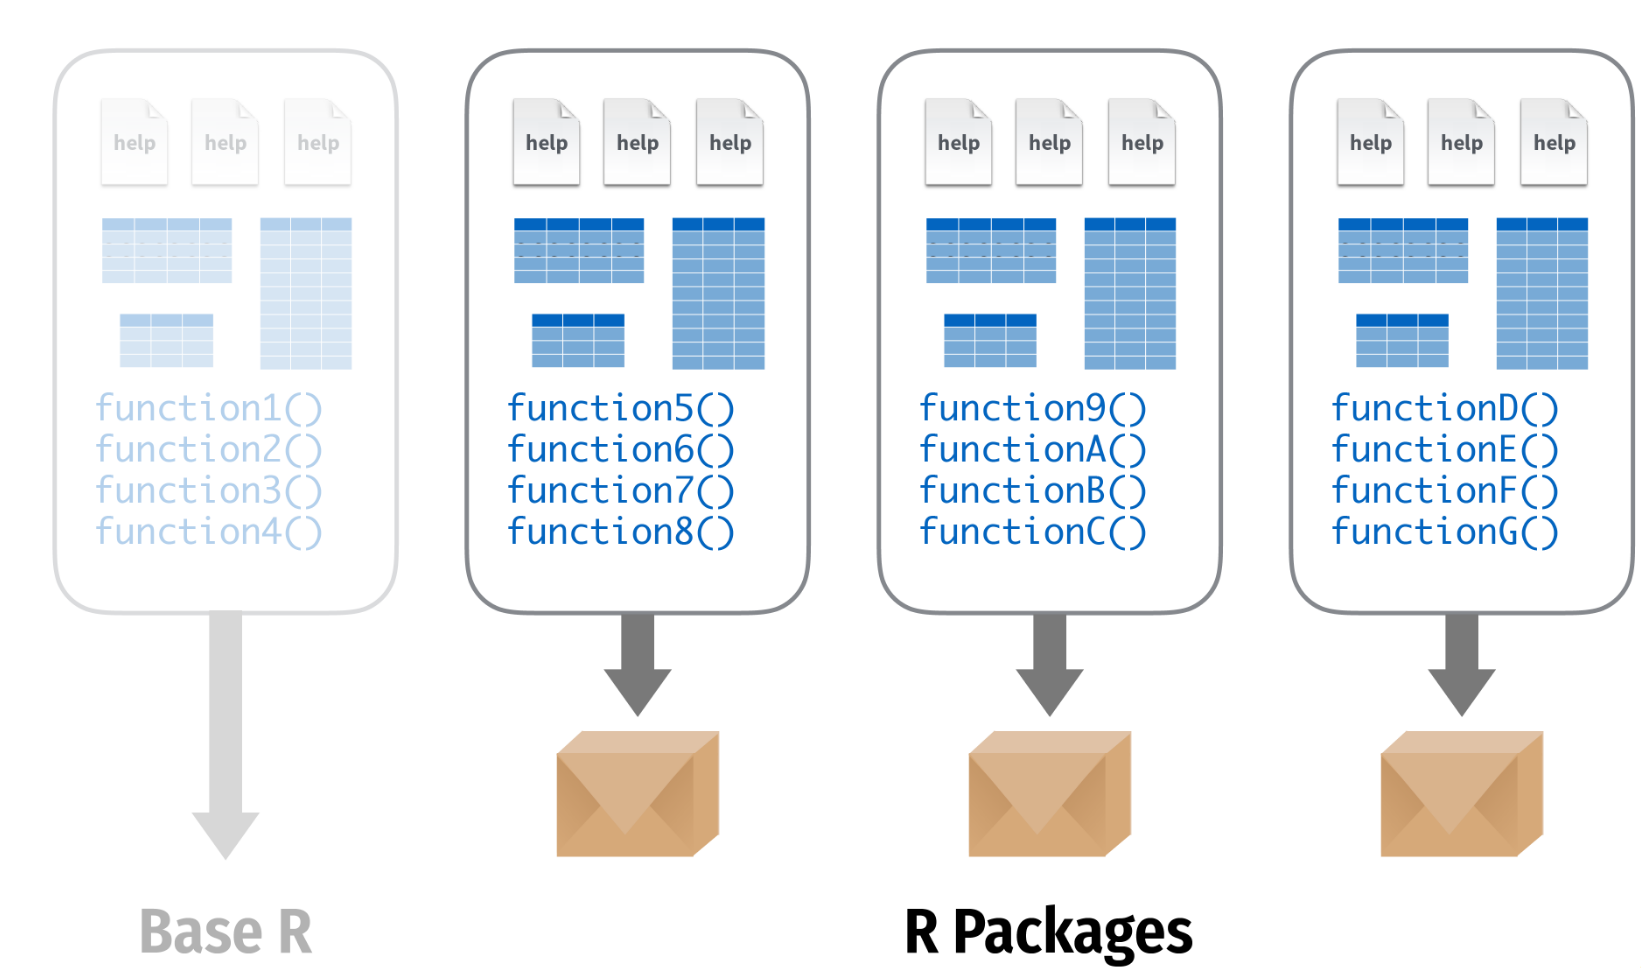 help help help
function1()
function2()
function3()
function4()
help help help
function5()
function6()
function7()
function8()
help help help
function9()
functionA()
functionB()
functionC()
help help help
functionD()
functionE()
functionF()
functionG()
Base R
R Packages